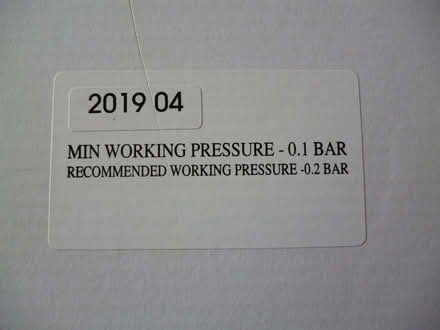 2019 04
MIN WORKING PRESSURE - 0.1 BAR
RECOMMENDED WORKING PRESSURE -0.2 BAR